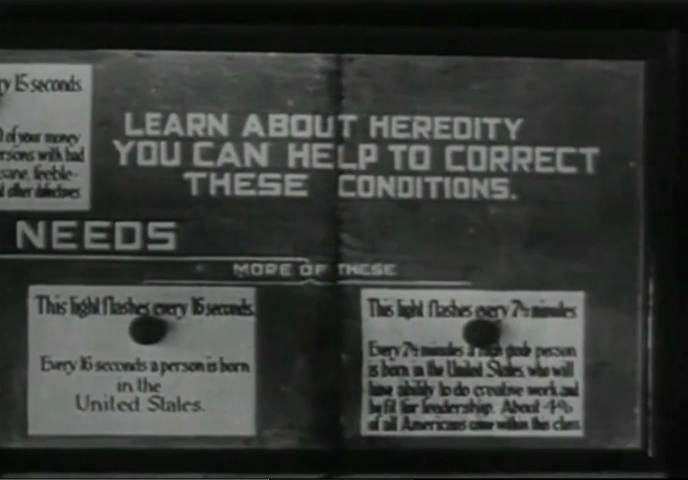 ry 15 seconds.
of your money
rsons with bad
sane, feeble-
d other defectives
LEARN ABOUT HEREDITY
YOU CAN HELP TO CORRECT
THESE CONDITIONS.
NEEDS
MORE OF THESE
This light flashes every 16 seconds.
Every 16 seconds a person is born
in the
United States.
This light flashes every 7½ minutes
Every 7½ minutes a high grade person
is born in the United States who will
have ability to do creative work and
be fit for leadership. About 4%
of all Americans come within this class